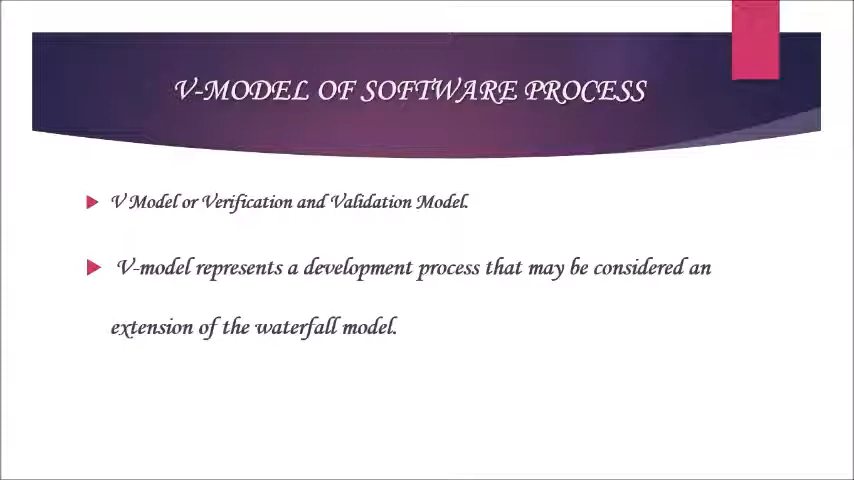 V-MODEL OF SOFTWARE PROCESS
V Model or Verification and Validation Model.
V-model represents a development process that may be considered an
extension of the waterfall model.